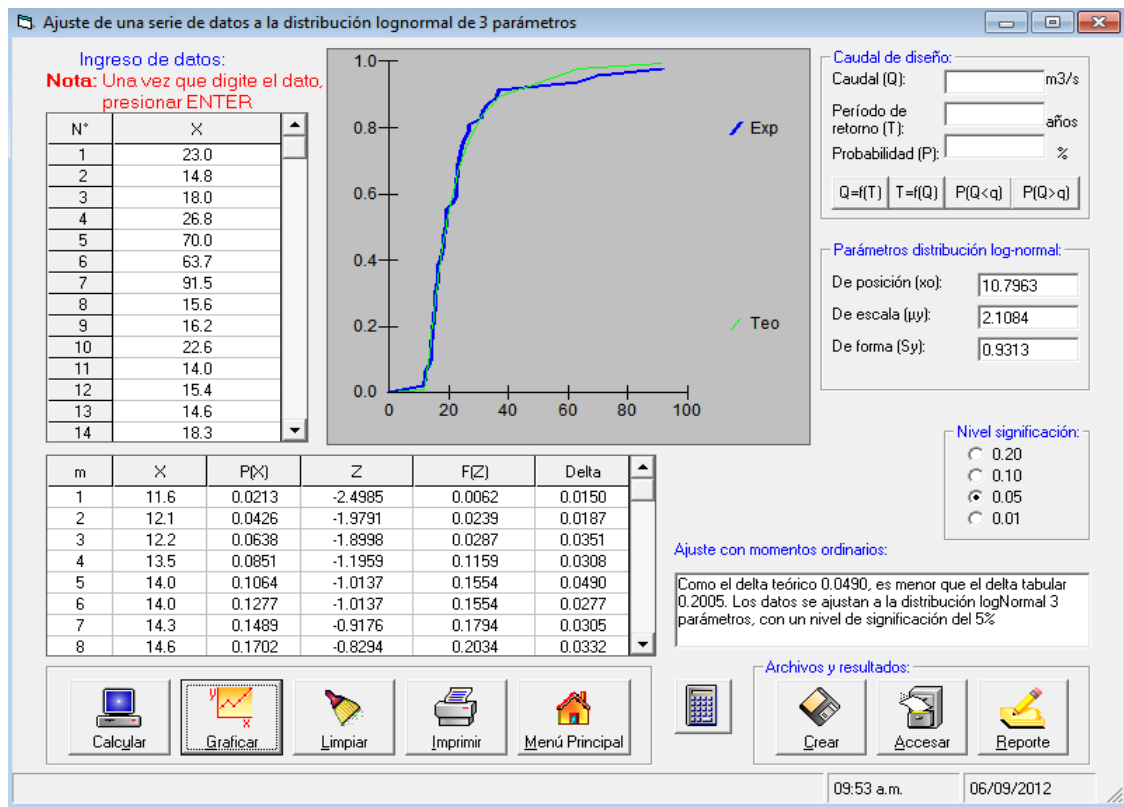 Ajuste de una serie de datos a la distribución lognormal de 3 parámetros
Ingreso de datos:
Nota: Una vez que digite el dato,
presionar ENTER
N° X
1 23.0
2 14.8
3 18.0
4 26.8
5 70.0
6 63.7
7 91.5
8 15.6
9 16.2
10 22.6
11 14.0
12 15.4
13 14.6
14 18.3
1.0
0.8
0.6
0.4
0.2
0.0
0 20 40 60 80 100
Exp
Teo
Caudal de diseño:
Caudal (Q): m3/s
Período de
retorno (T): años
Probabilidad (P): %
Q=f(T) T=f(Q) P(Q<q) P(Q>q)
Parámetros distribución log-normal:
De posición (xo): 10.7963
De escala (μy): 2.1084
De forma (Sy): 0.9313
Nivel significación:
0.20
0.10
0.05
0.01
m X P(X) Z F(Z) Delta
1 11.6 0.0213 -2.4985 0.0062 0.0150
2 12.1 0.0426 -1.9791 0.0239 0.0187
3 12.2 0.0638 -1.8998 0.0287 0.0351
4 13.5 0.0851 -1.1959 0.1159 0.0308
5 14.0 0.1064 -1.0137 0.1554 0.0490
6 14.0 0.1277 -1.0137 0.1554 0.0277
7 14.3 0.1489 -0.9176 0.1794 0.0305
8 14.6 0.1702 -0.8294 0.2034 0.0332
Ajuste con momentos ordinarios:
Como el delta teórico 0.0490, es menor que el delta tabular
0.2005. Los datos se ajustan a la distribución logNormal 3
parámetros, con un nivel de significación del 5%
y
x
Calcular Graficar Limpiar Imprimir Menú Principal
Archivos y resultados:
Crear Accesar Reporte
09:53 a.m. 06/09/2012